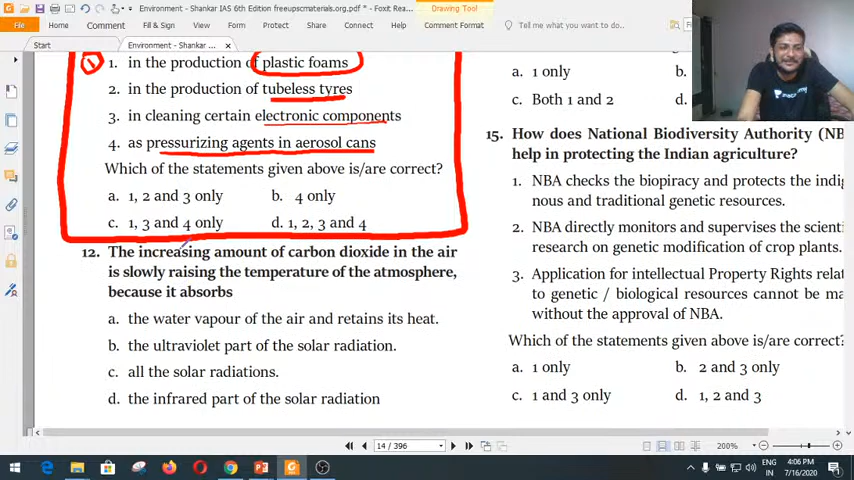 Environment - Shankar IAS 6th Edition freeupscmaterials.org.pdf * - Foxit Rea...
Drawing Tool
File
Home
Comment
Fill & Sign
Edit
View
Comment Format
Tell me what you want to do...
Start
Environment - Shankar ...
1. in the production of plastic foams
2. in the production of tubeless tyres
3. in cleaning certain electronic components
4. as pressurizing agents in aerosol cans
Which of the statements given above is/are correct?
a. 1, 2 and 3 only
b. 4 only
c. 1, 3 and 4 only
d. 1, 2, 3 and 4
12. The increasing amount of carbon dioxide in the air
is slowly raising the temperature of the atmosphere,
because it absorbs
a. the water vapour of the air and retains its heat.
b. the ultraviolet part of the solar radiation.
c. all the solar radiations.
d. the infrared part of the solar radiation
a. 1 only
b.
c. Both 1 and 2
d.
15. How does National Biodiversity Authority (NB
help in protecting the Indian agriculture?
1. NBA checks the biopiracy and protects the indig
nous and traditional genetic resources.
2. NBA directly monitors and supervises the scienti
research on genetic modification of crop plants.
3. Application for intellectual Property Rights relat
to genetic / biological resources cannot be ma
without the approval of NBA.
Which of the statements given above is/are correct?
a. 1 only
b. 2 and 3 only
c. 1 and 3 only
d. 1, 2 and 3
14 / 396
200%
ENG
IN
4:06 PM
7/16/2020